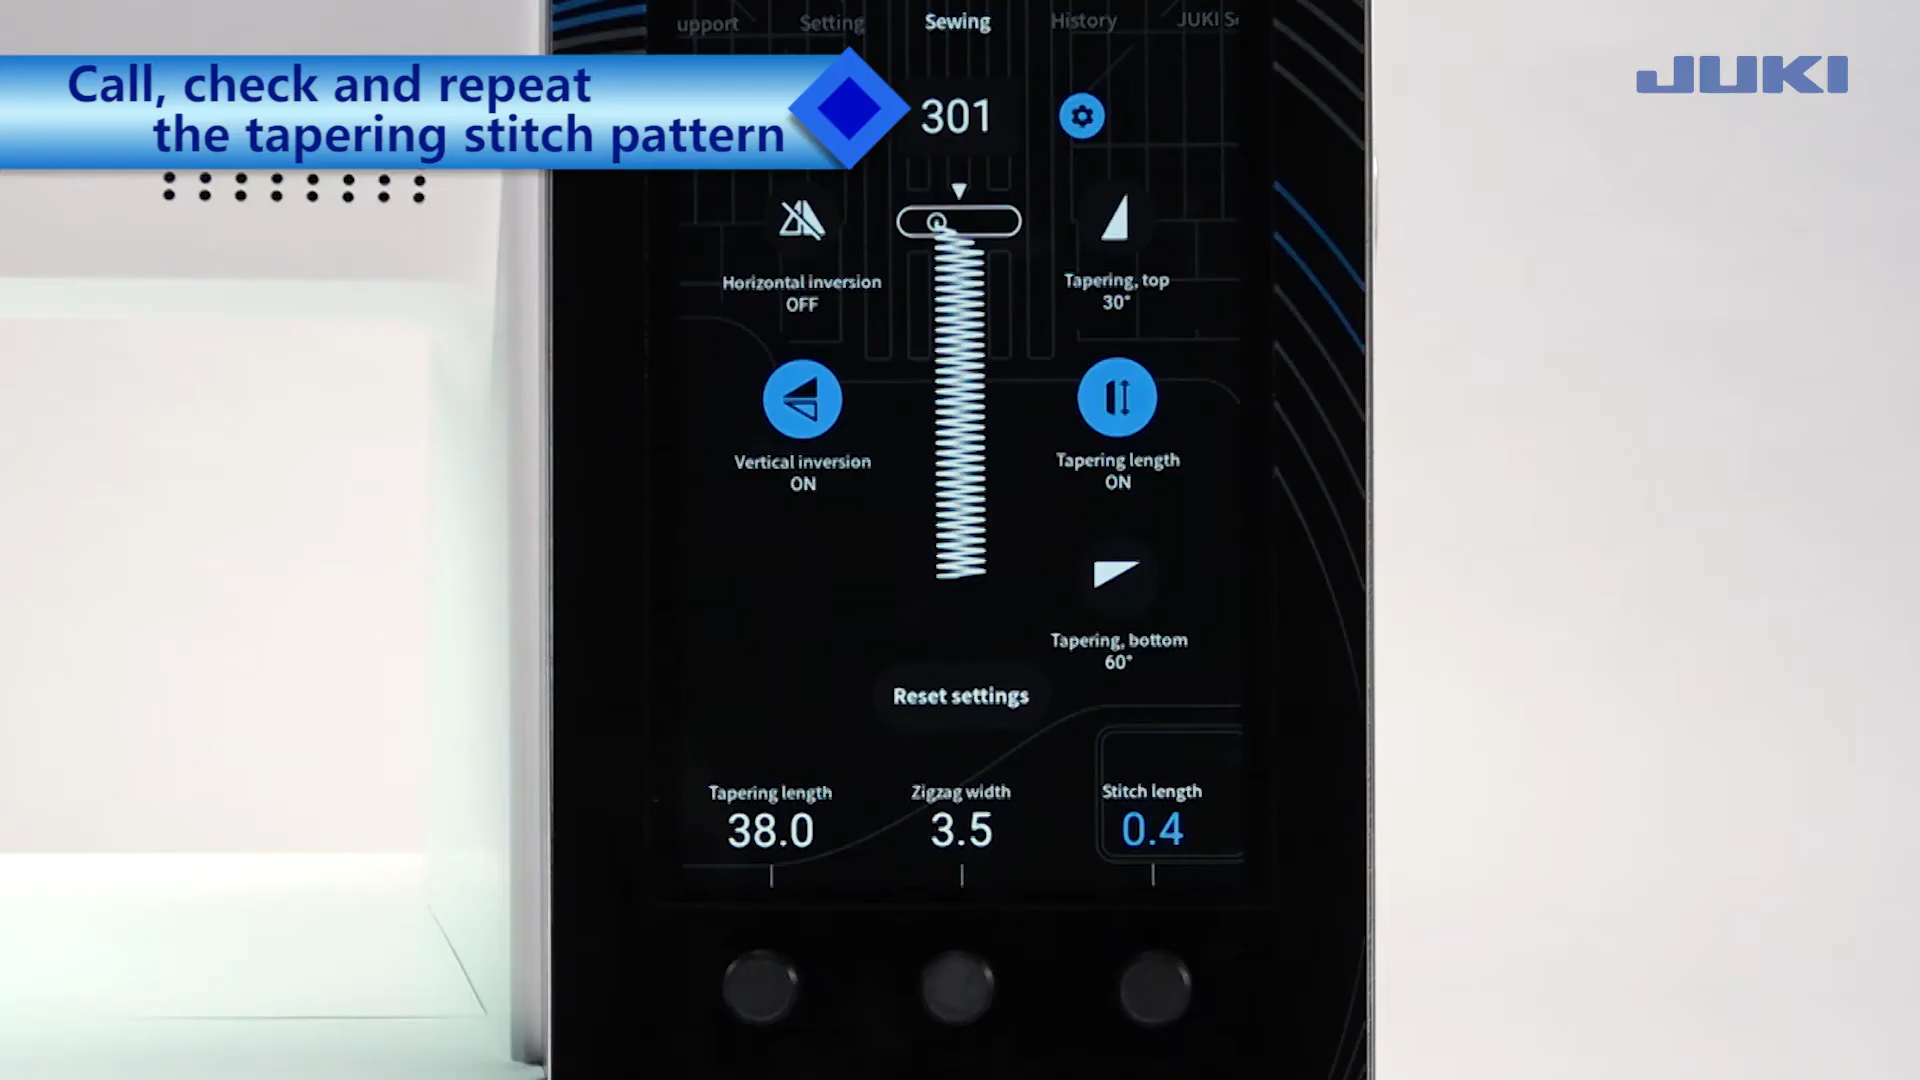 upport Setting Sewing History JUKI Se
Call, check and repeat
the tapering stitch pattern
301
JUKI
Horizontal inversion
OFF
Tapering, top
30°
Vertical inversion
ON
Tapering length
ON
Tapering, bottom
60°
Reset settings
Tapering length
38.0
Zigzag width
3.5
Stitch length
0.4